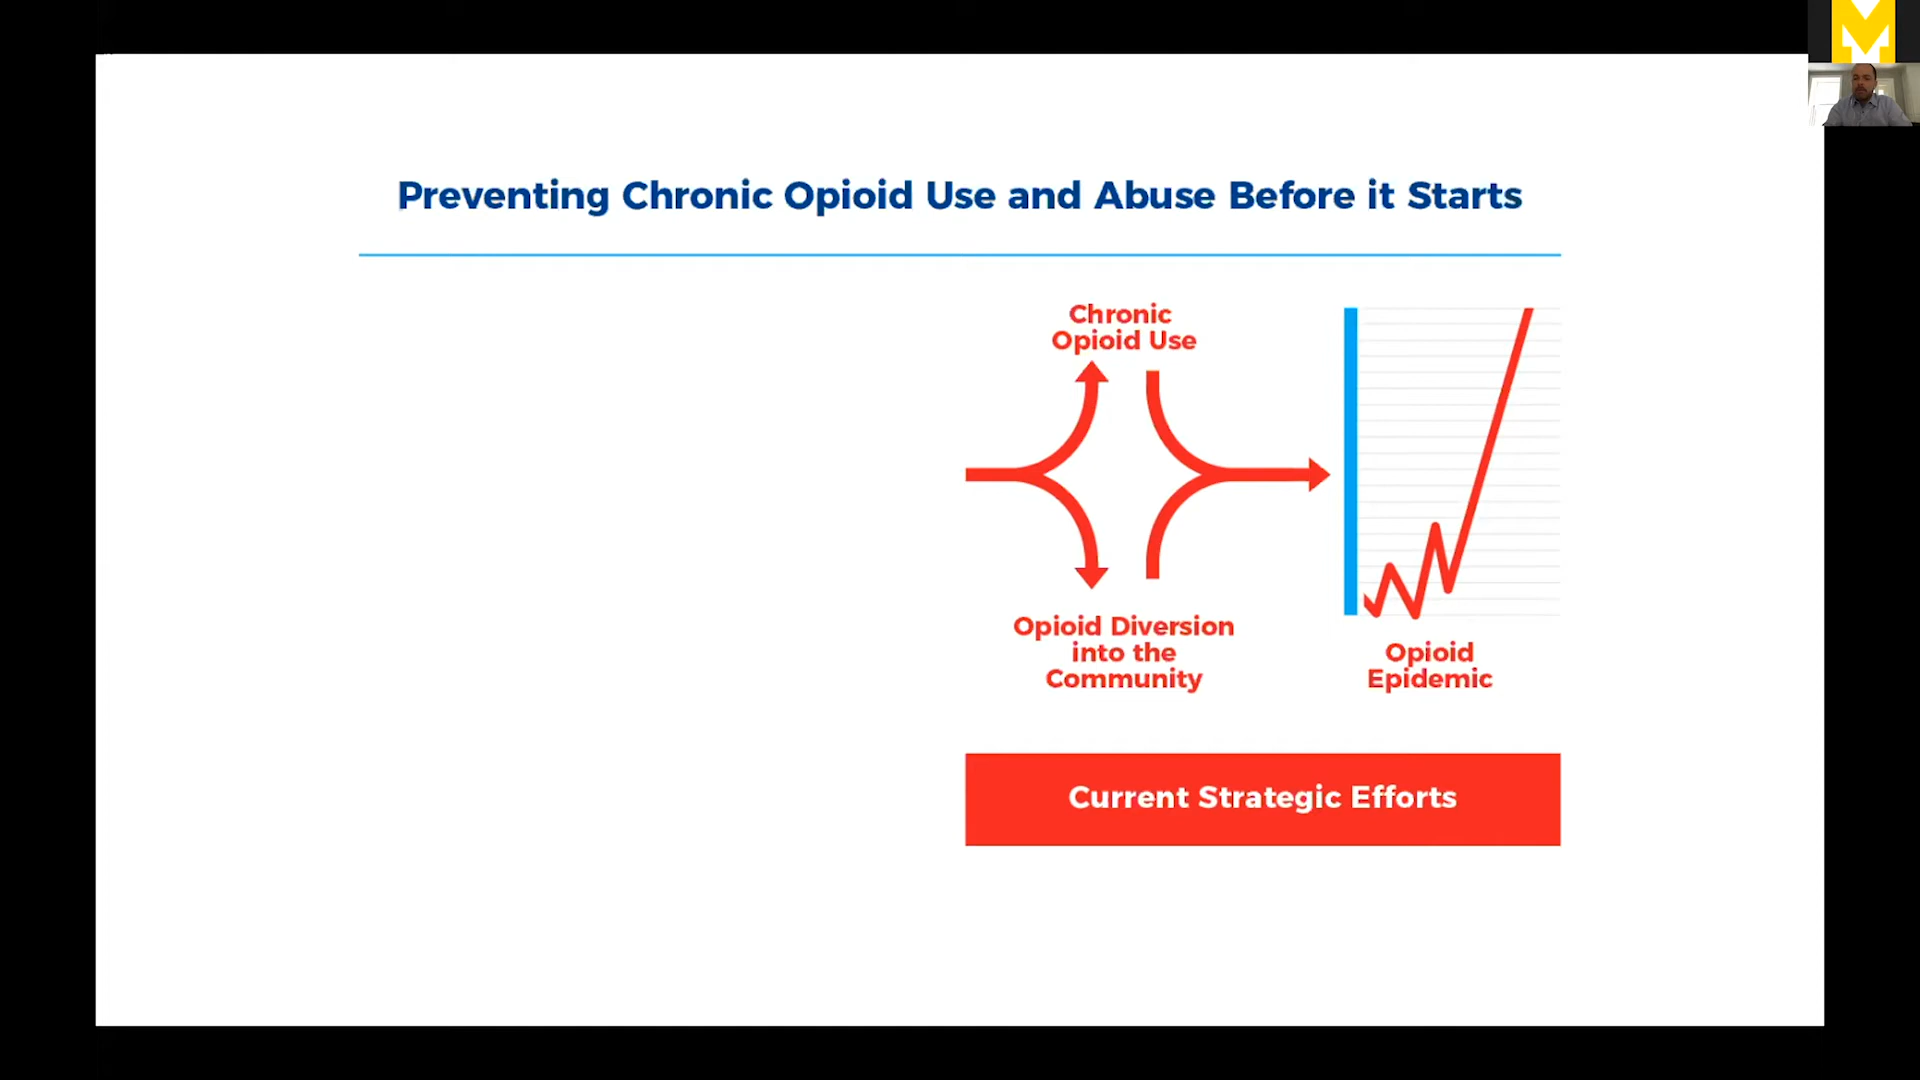 M
Preventing Chronic Opioid Use and Abuse Before it Starts
Chronic
Opioid Use
Opioid Diversion
into the
Community
Opioid
Epidemic
Current Strategic Efforts